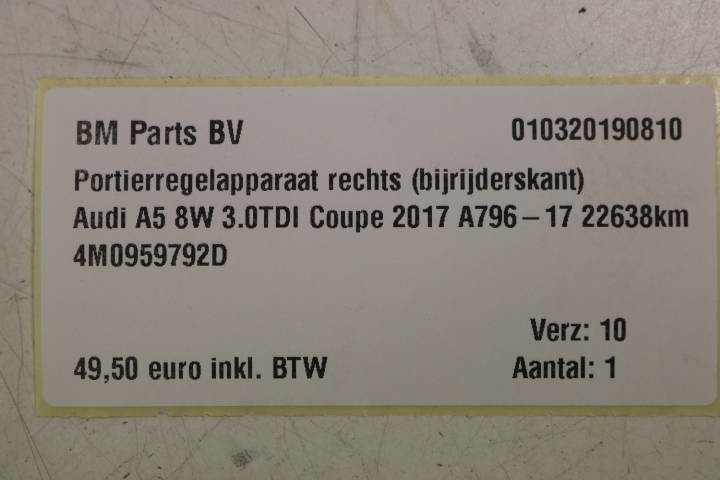 BM Parts BV 010320190810
Portierregelapparaat rechts (bijrijderskant)
Audi A5 8W 3.0TDI Coupe 2017 A796-17 22638km
4M0959792D
Verz: 10
49,50 euro inkl. BTW Aantal: 1